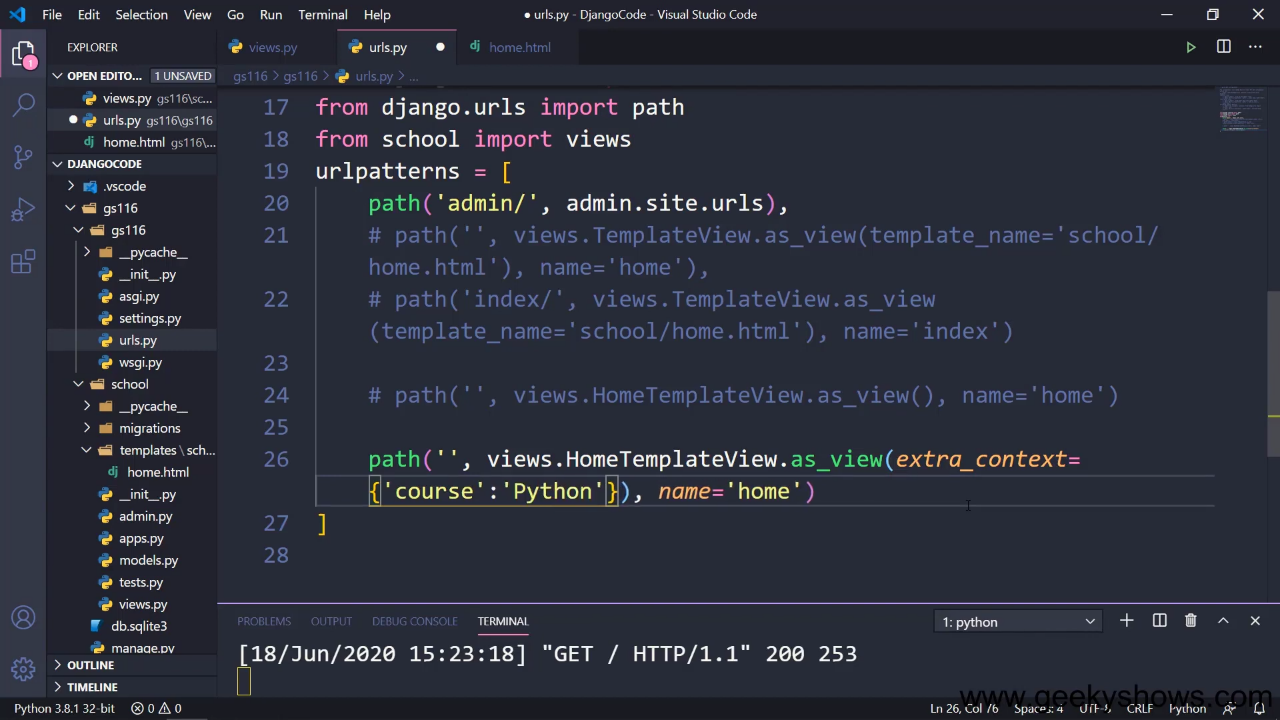 File Edit Selection View Go Run Terminal Help
● urls.py - DjangoCode - Visual Studio Code
EXPLORER
OPEN EDITO... 1 UNSAVED
views.py gs116\sc...
urls.py gs116\gs116
home.html gs116\...
DJANGOCODE
.vscode
gs116
gs116
__pycache__
__init__.py
asgi.py
settings.py
urls.py
wsgi.py
school
__pycache__
migrations
templates \ sch...
home.html
__init__.py
admin.py
apps.py
models.py
tests.py
views.py
db.sqlite3
manage.py
OUTLINE
TIMELINE
views.py urls.py home.html
gs116 > gs116 > urls.py > ...
17 from django.urls import path
18 from school import views
19 urlpatterns = [
20 path('admin/', admin.site.urls),
21 # path('', views.TemplateView.as_view(template_name='school/
home.html'), name='home'),
22 # path('index/', views.TemplateView.as_view
(template_name='school/home.html'), name='index')
23
24 # path('', views.HomeTemplateView.as_view(), name='home')
25
26 path('', views.HomeTemplateView.as_view(extra_context=
{'course':'Python'}), name='home')
27 ]
28
PROBLEMS OUTPUT DEBUG CONSOLE TERMINAL
1: python
[18/Jun/2020 15:23:18] "GET / HTTP/1.1" 200 253
www.geekyshows.com
Python 3.8.1 32-bit 0 0 Ln 26, Col 76 Spaces: 4 UTF-8 CRLF Python
1